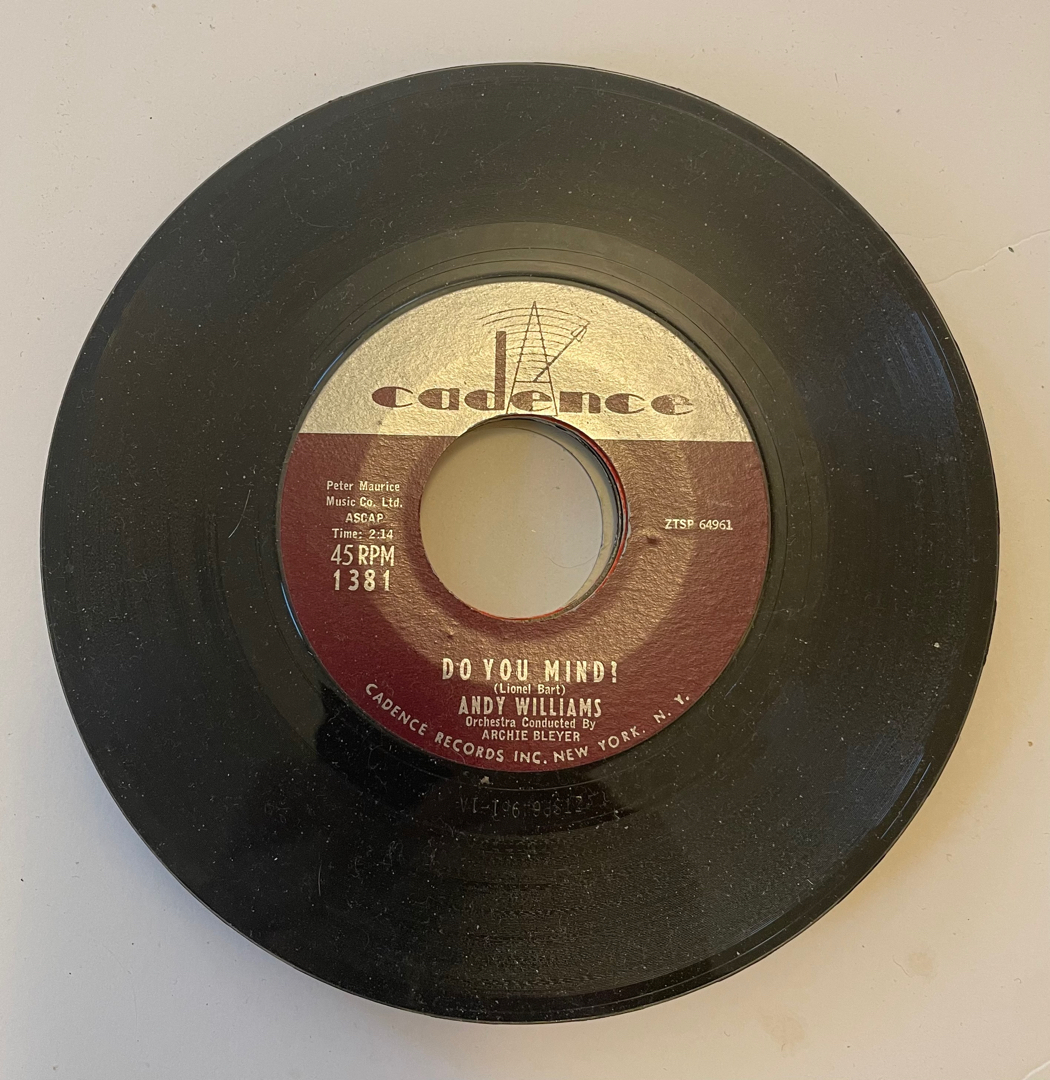 cadence
Peter Maurice
Music Co. Ltd.
ASCAP
Time: 2:14
45 RPM
1381
ZTSP 64961
DO YOU MIND?
(Lionel Bart)
ANDY WILLIAMS
Orchestra Conducted By
ARCHIE BLEYER
CADENCE RECORDS INC. NEW YORK. N. Y.